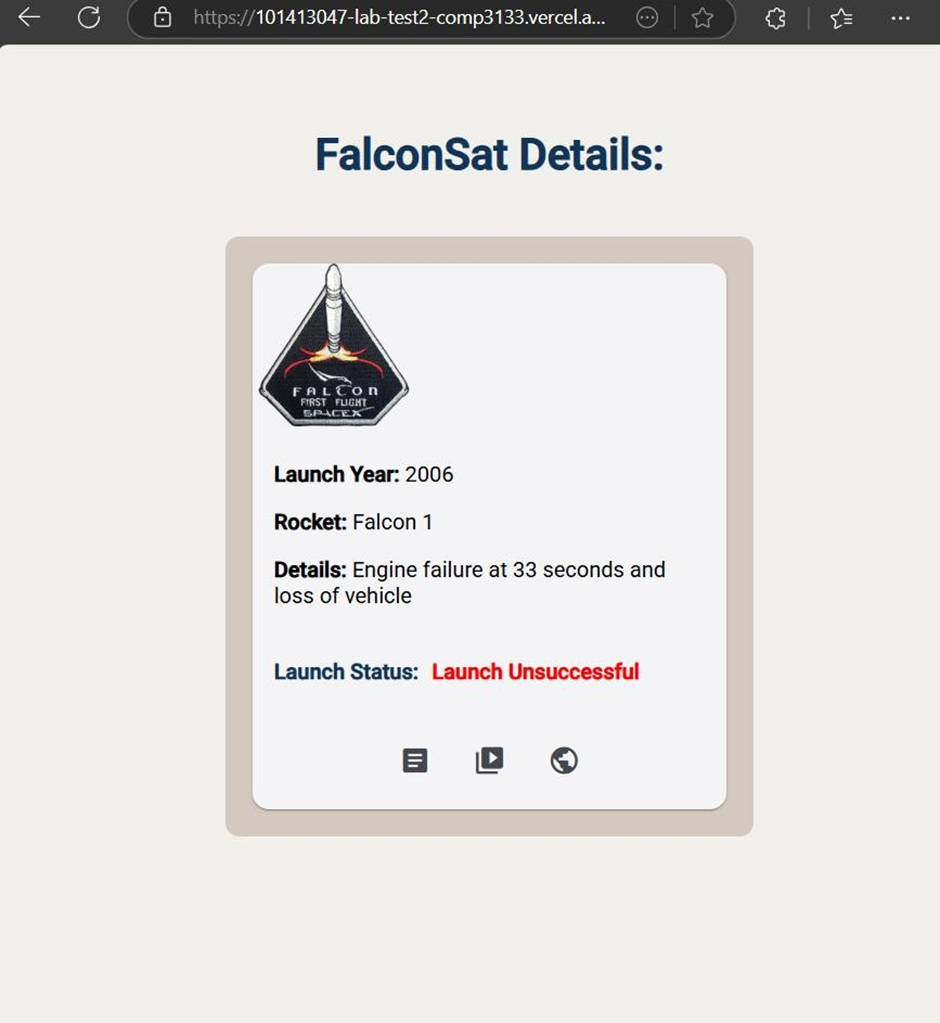 https://101413047-lab-test2-comp3133.vercel.a...
FalconSat Details:
FALCON
FIRST FLIGHT
SPACEX
Launch Year: 2006
Rocket: Falcon 1
Details: Engine failure at 33 seconds and
loss of vehicle
Launch Status: Launch Unsuccessful